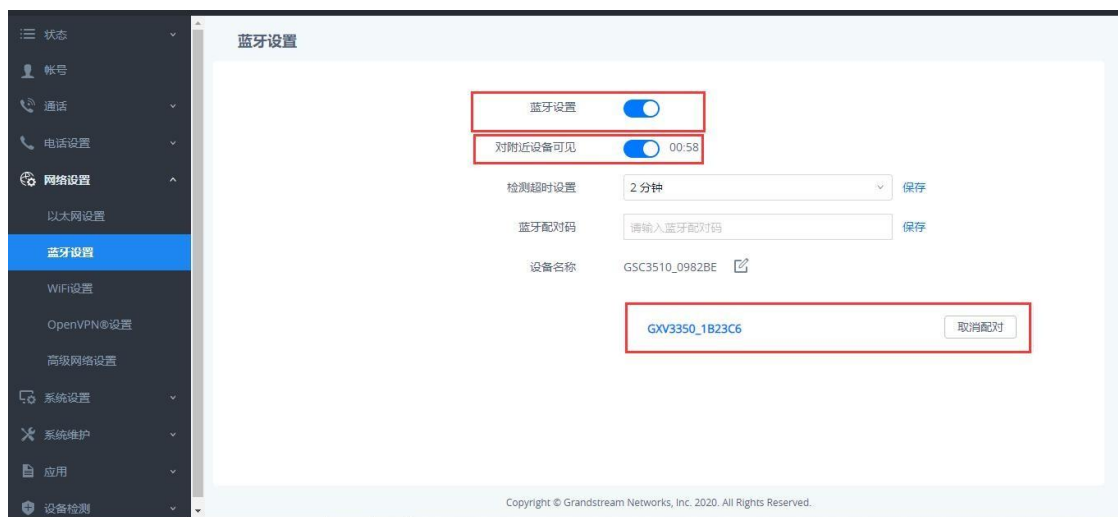 状态
帐号
通话
电话设置
网络设置
以太网设置
蓝牙设置
WiFi设置
OpenVPN®设置
高级网络设置
系统设置
系统维护
应用
设备检测
蓝牙设置
蓝牙设置
对附近设备可见 00:58
检测超时设置 2 分钟 保存
蓝牙配对码 请输入蓝牙配对码 保存
设备名称 GSC3510_0982BE
GXV3350_1B23C6 取消配对
Copyright © Grandstream Networks, Inc. 2020. All Rights Reserved.